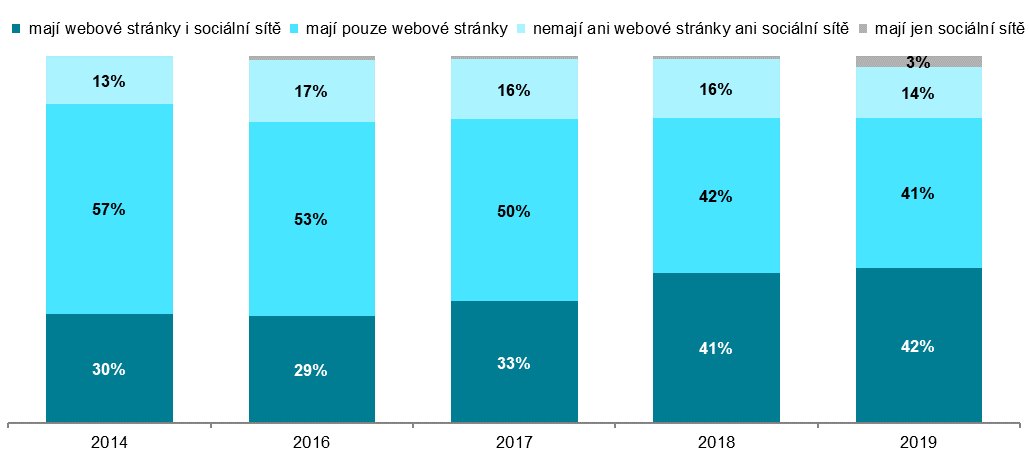 mají webové stránky i sociální sítě mají pouze webové stránky nemají ani webové stránky ani sociální sítě mají jen sociální sítě
3%
13% 17% 16% 16% 14%
57% 53% 50% 42% 41%
30% 29% 33% 41% 42%
2014 2016 2017 2018 2019